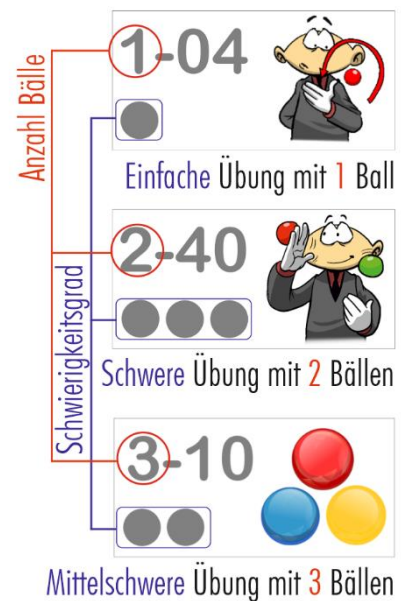 Anzahl Bälle
Schwierigkeitsgrad
1-04
Einfache Übung mit 1 Ball
2-40
Schwere Übung mit 2 Bällen
3-10
Mittelschwere Übung mit 3 Bällen